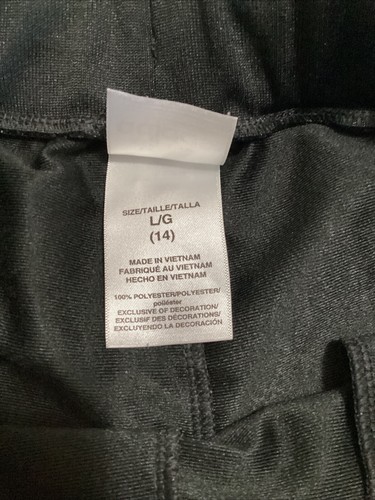 SIZE/TAILLE/TALLA
L/G
(14)
MADE IN VIETNAM
FABRIQUÉ AU VIETNAM
HECHO EN VIETNAM
100% POLYESTER/POLYESTER/
poliéster
EXCLUSIVE OF DECORATION/
EXCLUSIF DES DÉCORATIONS/
EXCLUYENDO LA DECORACIÓN